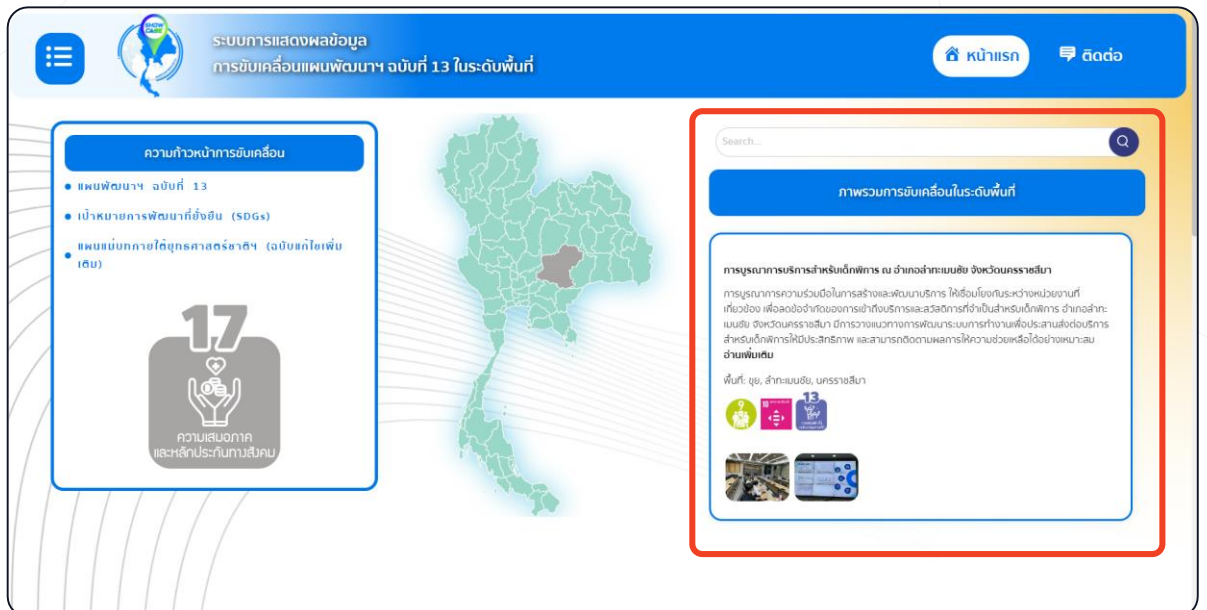 SHOW CASE
ระบบการแสดงผลข้อมูล
การขับเคลื่อนแผนพัฒนาฯ ฉบับที่ 13 ในระดับพื้นที่
หน้าแรก
ติดต่อ
ความก้าวหน้าการขับเคลื่อน
แผนพัฒนาฯ ฉบับที่ 13
เป้าหมายการพัฒนาที่ยั่งยืน (SDGs)
แผนแม่บทภายใต้ยุทธศาสตร์ชาติฯ (ฉบับแก้ไขเพิ่ม
เติม)
17
ความเสมอภาค
และหลักประกันทางสังคม
Search...
ภาพรวมการขับเคลื่อนในระดับพื้นที่
การบูรณาการบริการสำหรับเด็กพิการ ณ อำเภอลำทะเมนชัย จังหวัดนครราชสีมา
การบูรณาการความร่วมมือในการสร้างและพัฒนาบริการ ให้เชื่อมโยงกันระหว่างหน่วยงานที่
เกี่ยวข้อง เพื่อลดข้อจำกัดของการเข้าถึงบริการและสวัสดิการที่จำเป็นสำหรับเด็กพิการ อำเภอลำทะ
เมนชัย จังหวัดนครราชสีมา มีการวางแนวทางการพัฒนาระบบการทำงานเพื่อประสานส่งต่อบริการ
สำหรับเด็กพิการให้มีประสิทธิภาพ และสามารถติดตามผลการให้ความช่วยเหลือได้อย่างเหมาะสม
อ่านเพิ่มเติม
พื้นที่: ขุย, ลำทะเมนชัย, นครราชสีมา
9
10
13